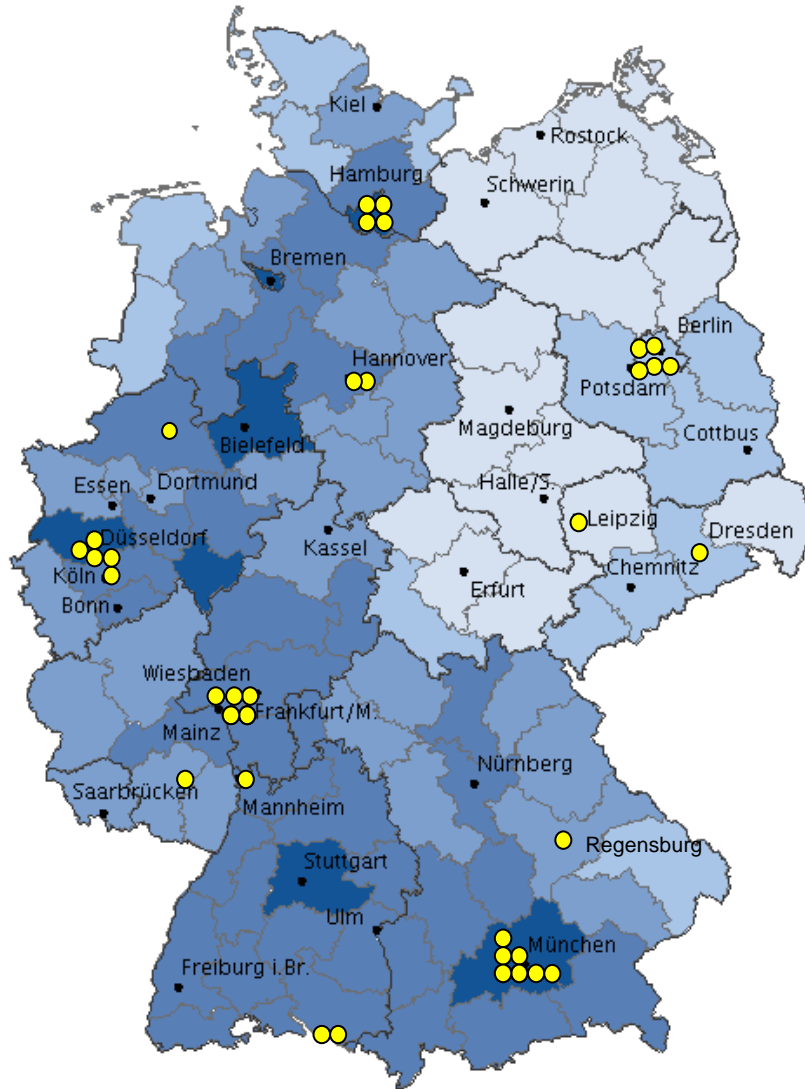 Kiel
Rostock
Hamburg
Schwerin
Bremen
Berlin
Hannover
Potsdam
Magdeburg
Bielefeld
Cottbus
Essen
Dortmund
Halle/S.
Leipzig
Düsseldorf
Dresden
Kassel
Köln
Chemnitz
Erfurt
Bonn
Wiesbaden
Frankfurt/M.
Mainz
Nürnberg
Saarbrücken
Mannheim
Regensburg
Stuttgart
Ulm
München
Freiburg i.Br.